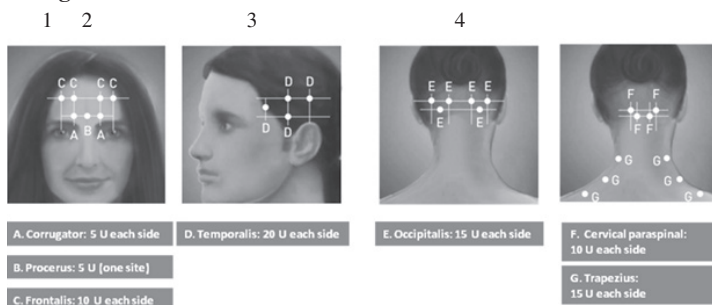 1 2 3 4
C C C C
A B A
D D
D D
E E E E
E E
F F
F F
G G
G G
G G
A. Corrugator: 5 U each side
B. Procerus: 5 U [one site]
C. Frontalis: 10 U each side
D. Temporalis: 20 U each side
E. Occipitalis: 15 U each side
F. Cervical paraspinal:
10 U each side
G. Trapezius:
15 U each side